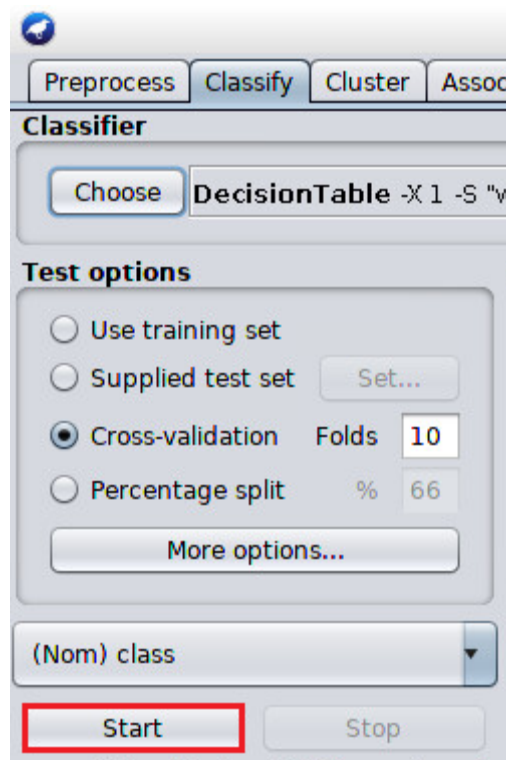 Preprocess Classify Cluster Assoc
Classifier
Choose DecisionTable -X 1 -S "w
Test options
Use training set
Supplied test set Set...
Cross-validation Folds 10
Percentage split % 66
More options...
(Nom) class
Start Stop